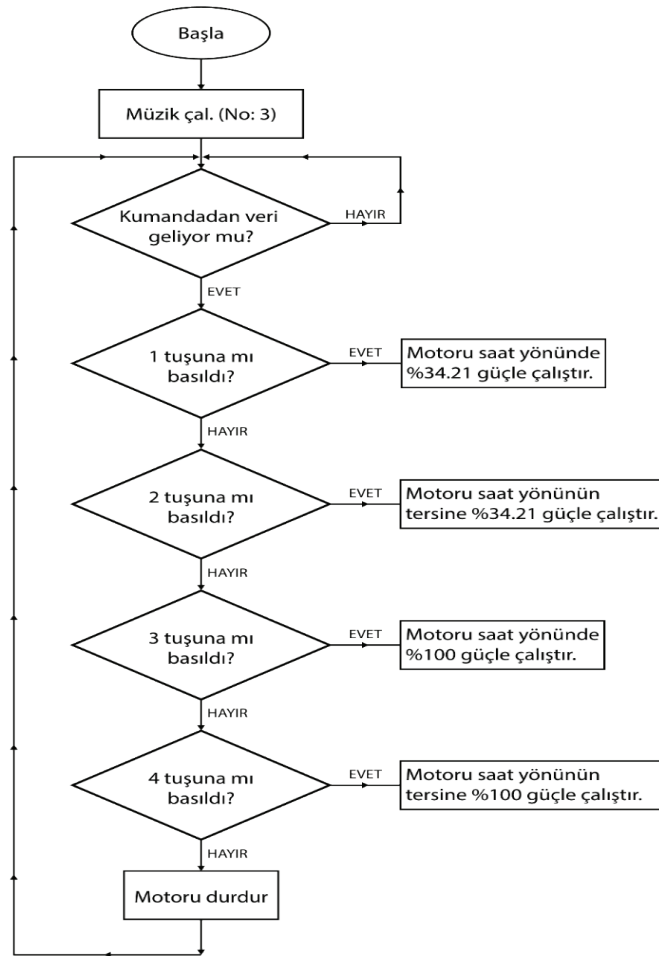 Başla
Müzik çal. (No: 3)
Kumandadan veri
geliyor mu?
HAYIR
EVET
1 tuşuna mı
basıldı?
EVET
Motoru saat yönünde
%34.21 güçle çalıştır.
HAYIR
2 tuşuna mı
basıldı?
EVET
Motoru saat yönünün
tersine %34.21 güçle çalıştır.
HAYIR
3 tuşuna mı
basıldı?
EVET
Motoru saat yönünde
%100 güçle çalıştır.
HAYIR
4 tuşuna mı
basıldı?
EVET
Motoru saat yönünün
tersine %100 güçle çalıştır.
HAYIR
Motoru durdur